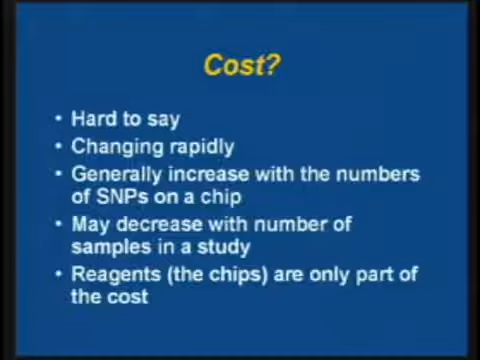 Cost?
• Hard to say
• Changing rapidly
• Generally increase with the numbers
of SNPs on a chip
• May decrease with number of
samples in a study
• Reagents (the chips) are only part of
the cost